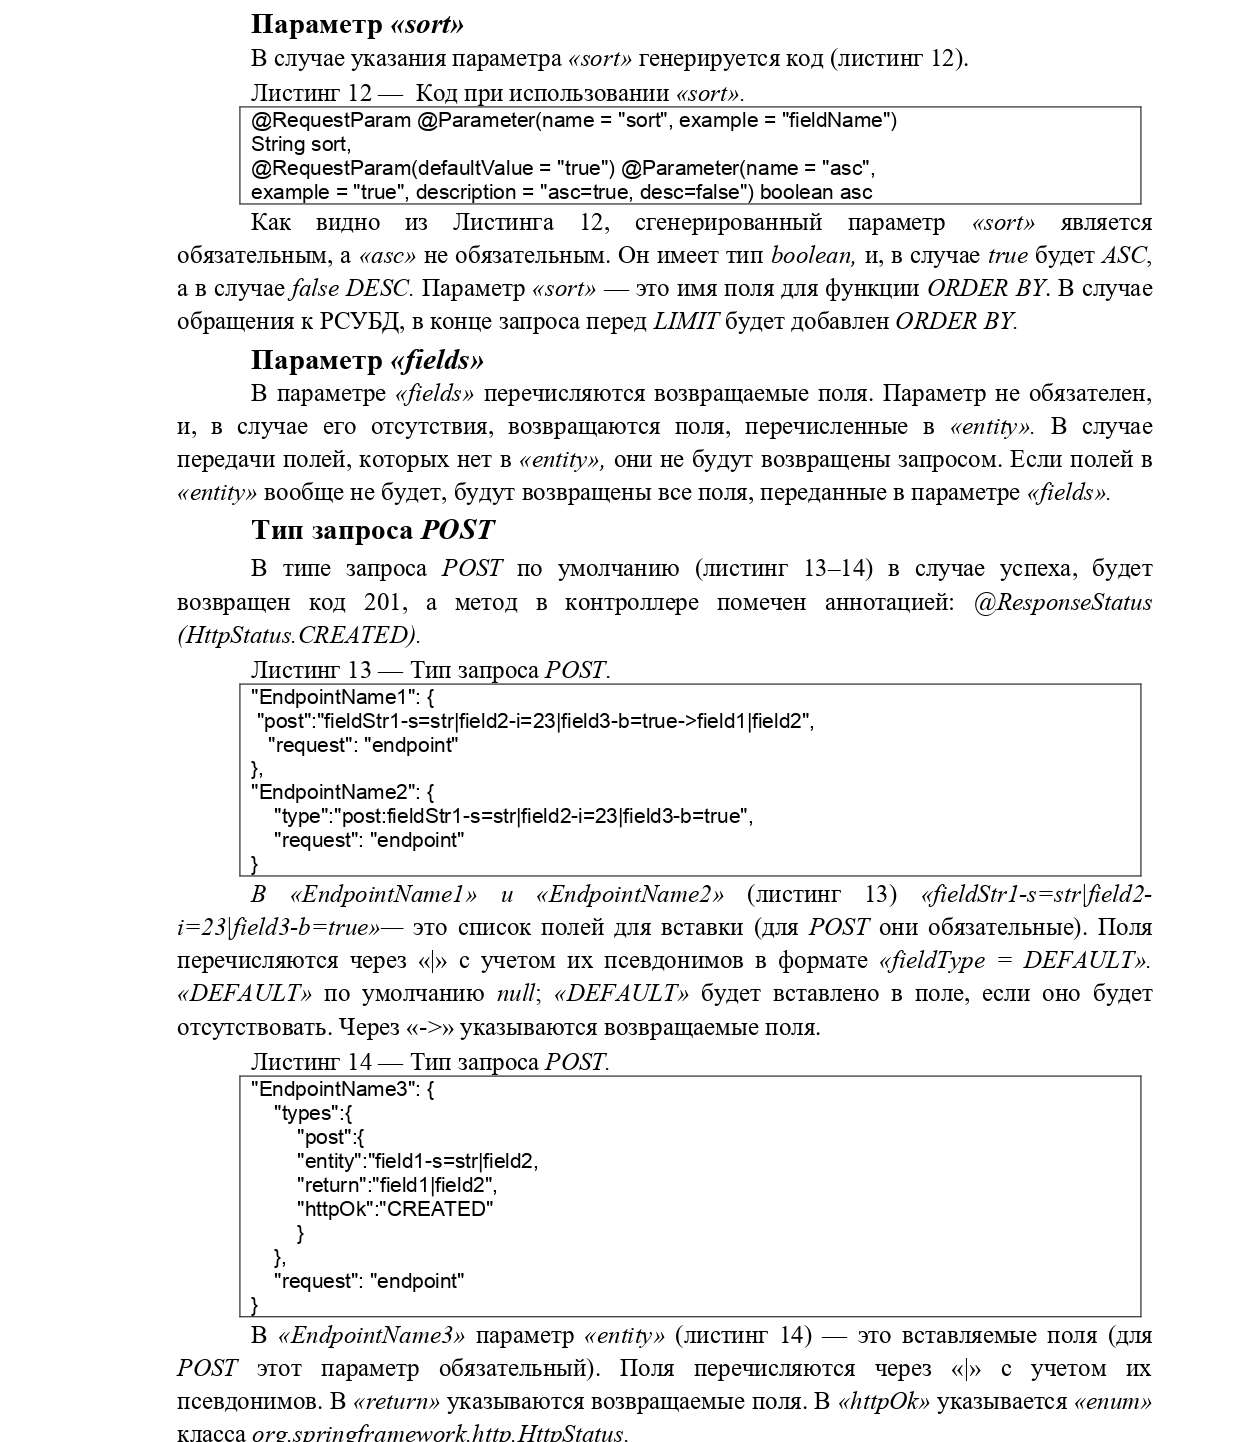 Параметр «sort»
В случае указания параметра «sort» генерируется код (листинг 12).
Листинг 12 — Код при использовании «sort».
@RequestParam @Parameter(name = "sort", example = "fieldName")
String sort,
@RequestParam(defaultValue = "true") @Parameter(name = "asc",
example = "true", description = "asc=true, desc=false") boolean asc
Как видно из Листинга 12, сгенерированный параметр «sort» является
обязательным, а «asc» не обязательным. Он имеет тип boolean, и, в случае true будет ASC,
а в случае false DESC. Параметр «sort» — это имя поля для функции ORDER BY. В случае
обращения к РСУБД, в конце запроса перед LIMIT будет добавлен ORDER BY.
Параметр «fields»
В параметре «fields» перечисляются возвращаемые поля. Параметр не обязателен,
и, в случае его отсутствия, возвращаются поля, перечисленные в «entity». В случае
передачи полей, которых нет в «entity», они не будут возвращены запросом. Если полей в
«entity» вообще не будет, будут возвращены все поля, переданные в параметре «fields».
Тип запроса POST
В типе запроса POST по умолчанию (листинг 13–14) в случае успеха, будет
возвращен код 201, а метод в контроллере помечен аннотацией: @ResponseStatus
(HttpStatus.CREATED).
Листинг 13 — Тип запроса POST.
"EndpointName1": {
"post":"fieldStr1-s=str|field2-i=23|field3-b=true->field1|field2",
"request": "endpoint"
},
"EndpointName2": {
"type":"post:fieldStr1-s=str|field2-i=23|field3-b=true",
"request": "endpoint"
}
В «EndpointName1» и «EndpointName2» (листинг 13) «fieldStr1-s=str|field2-
i=23|field3-b=true»— это список полей для вставки (для POST они обязательные). Поля
перечисляются через «|» с учетом их псевдонимов в формате «fieldType = DEFAULT».
«DEFAULT» по умолчанию null; «DEFAULT» будет вставлено в поле, если оно будет
отсутствовать. Через «->» указываются возвращаемые поля.
Листинг 14 — Тип запроса POST.
"EndpointName3": {
"types":{
"post":{
"entity":"field1-s=str|field2,
"return":"field1|field2",
"httpOk":"CREATED"
}
},
"request": "endpoint"
}
В «EndpointName3» параметр «entity» (листинг 14) — это вставляемые поля (для
POST этот параметр обязательный). Поля перечисляются через «|» с учетом их
псевдонимов. В «return» указываются возвращаемые поля. В «httpOk» указывается «enum»
класса org.springframework.http.HttpStatus.